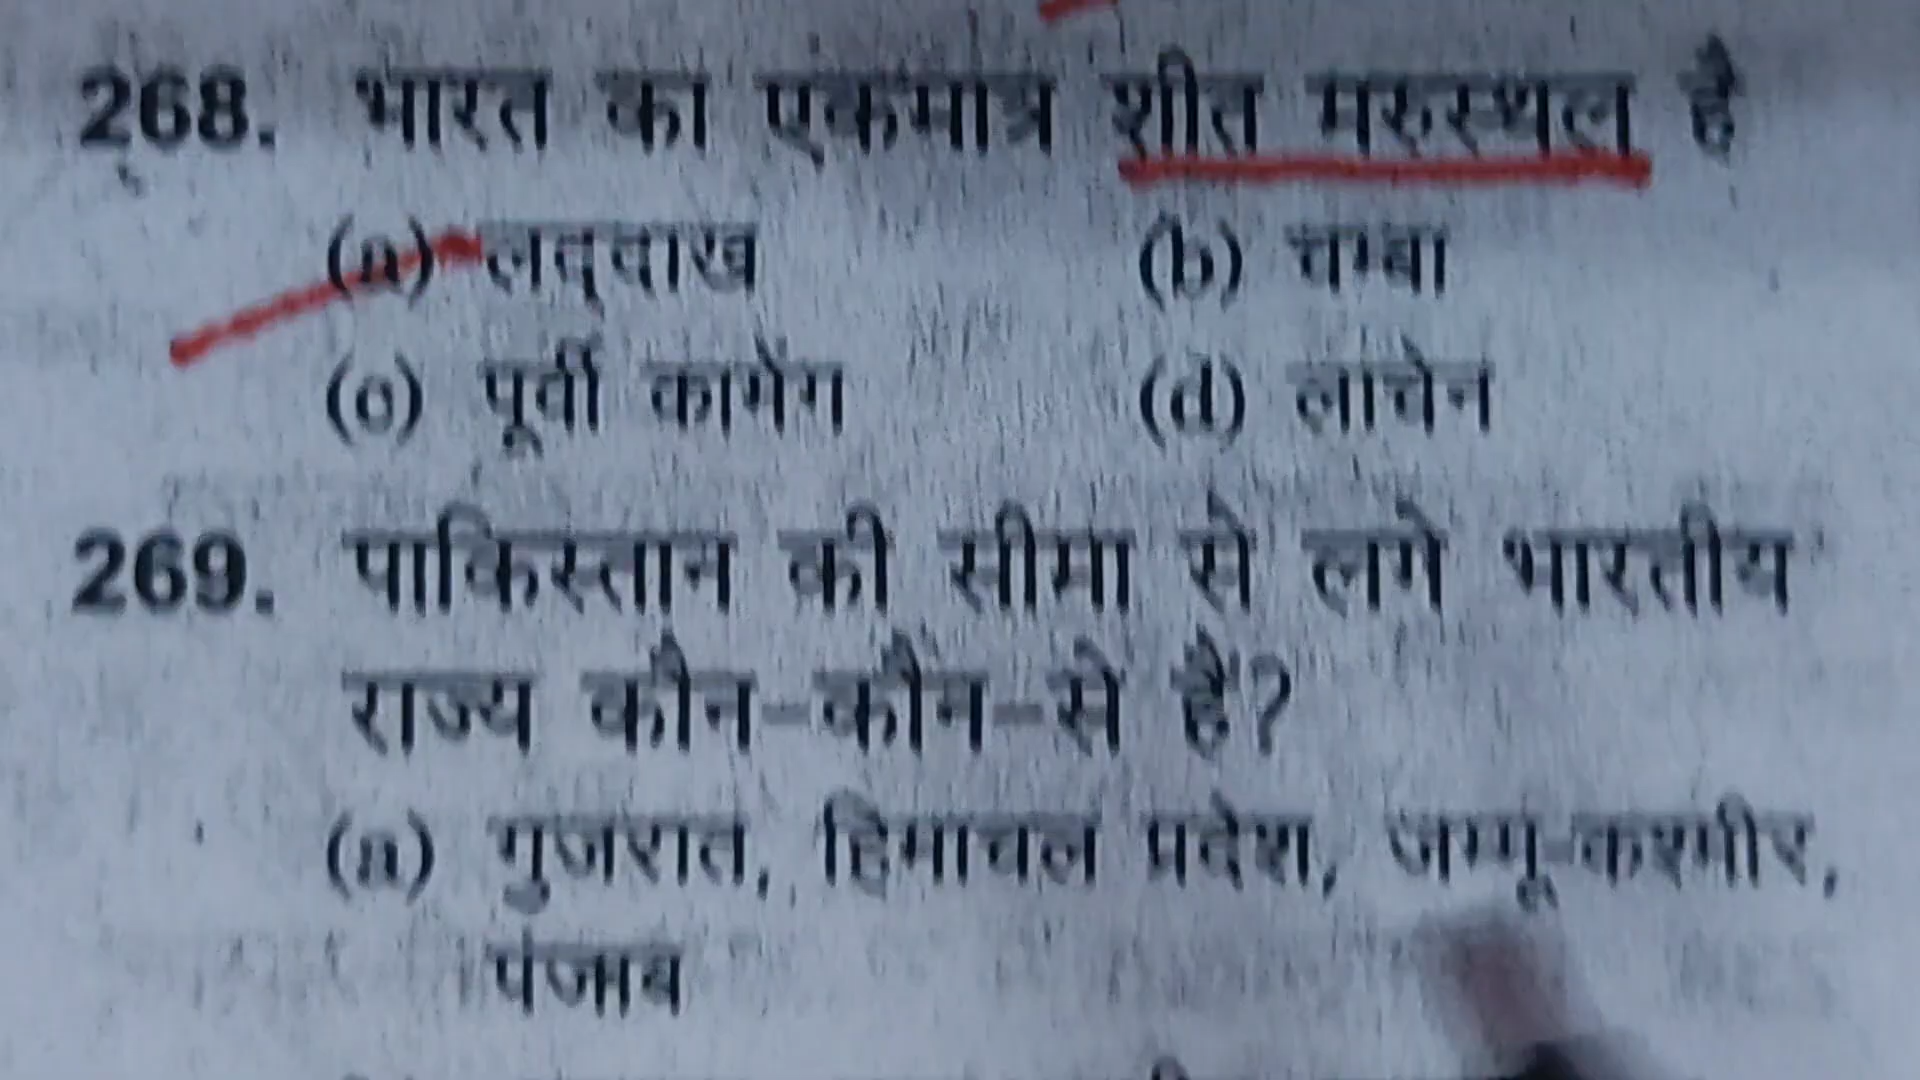 268. भारत का एकमात्र शीत मरुस्थल है
(a) लद्दाख (b) चम्बा
(c) पूर्वी कामेंग (d) लाचेन
269. पाकिस्तान की सीमा से लगे भारतीय
राज्य कौन-कौन-से हैं?
(a) गुजरात, हिमाचल प्रदेश, जम्मू-कश्मीर,
पंजाब